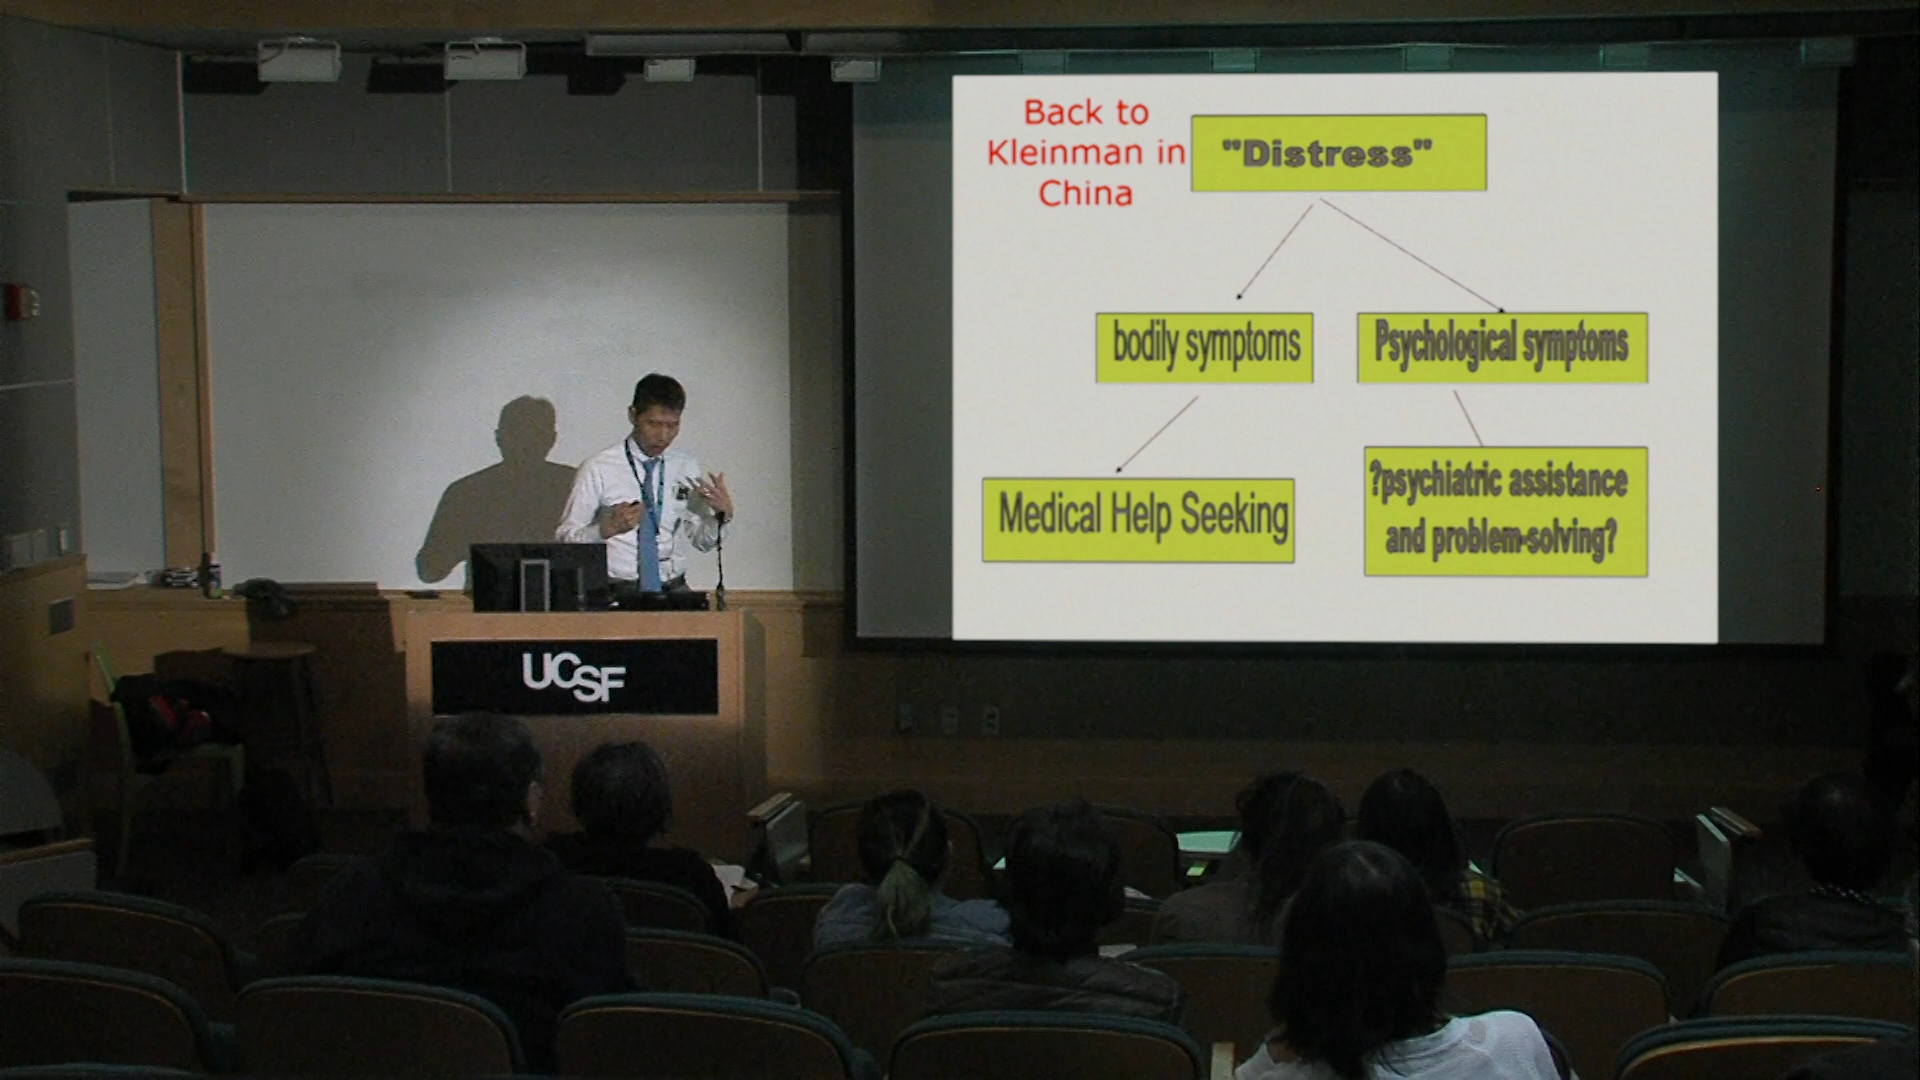 Back to
Kleinman in
China
"Distress"
bodily symptoms
Psychological symptoms
Medical Help Seeking
?psychiatric assistance
and problem-solving?
UCSF